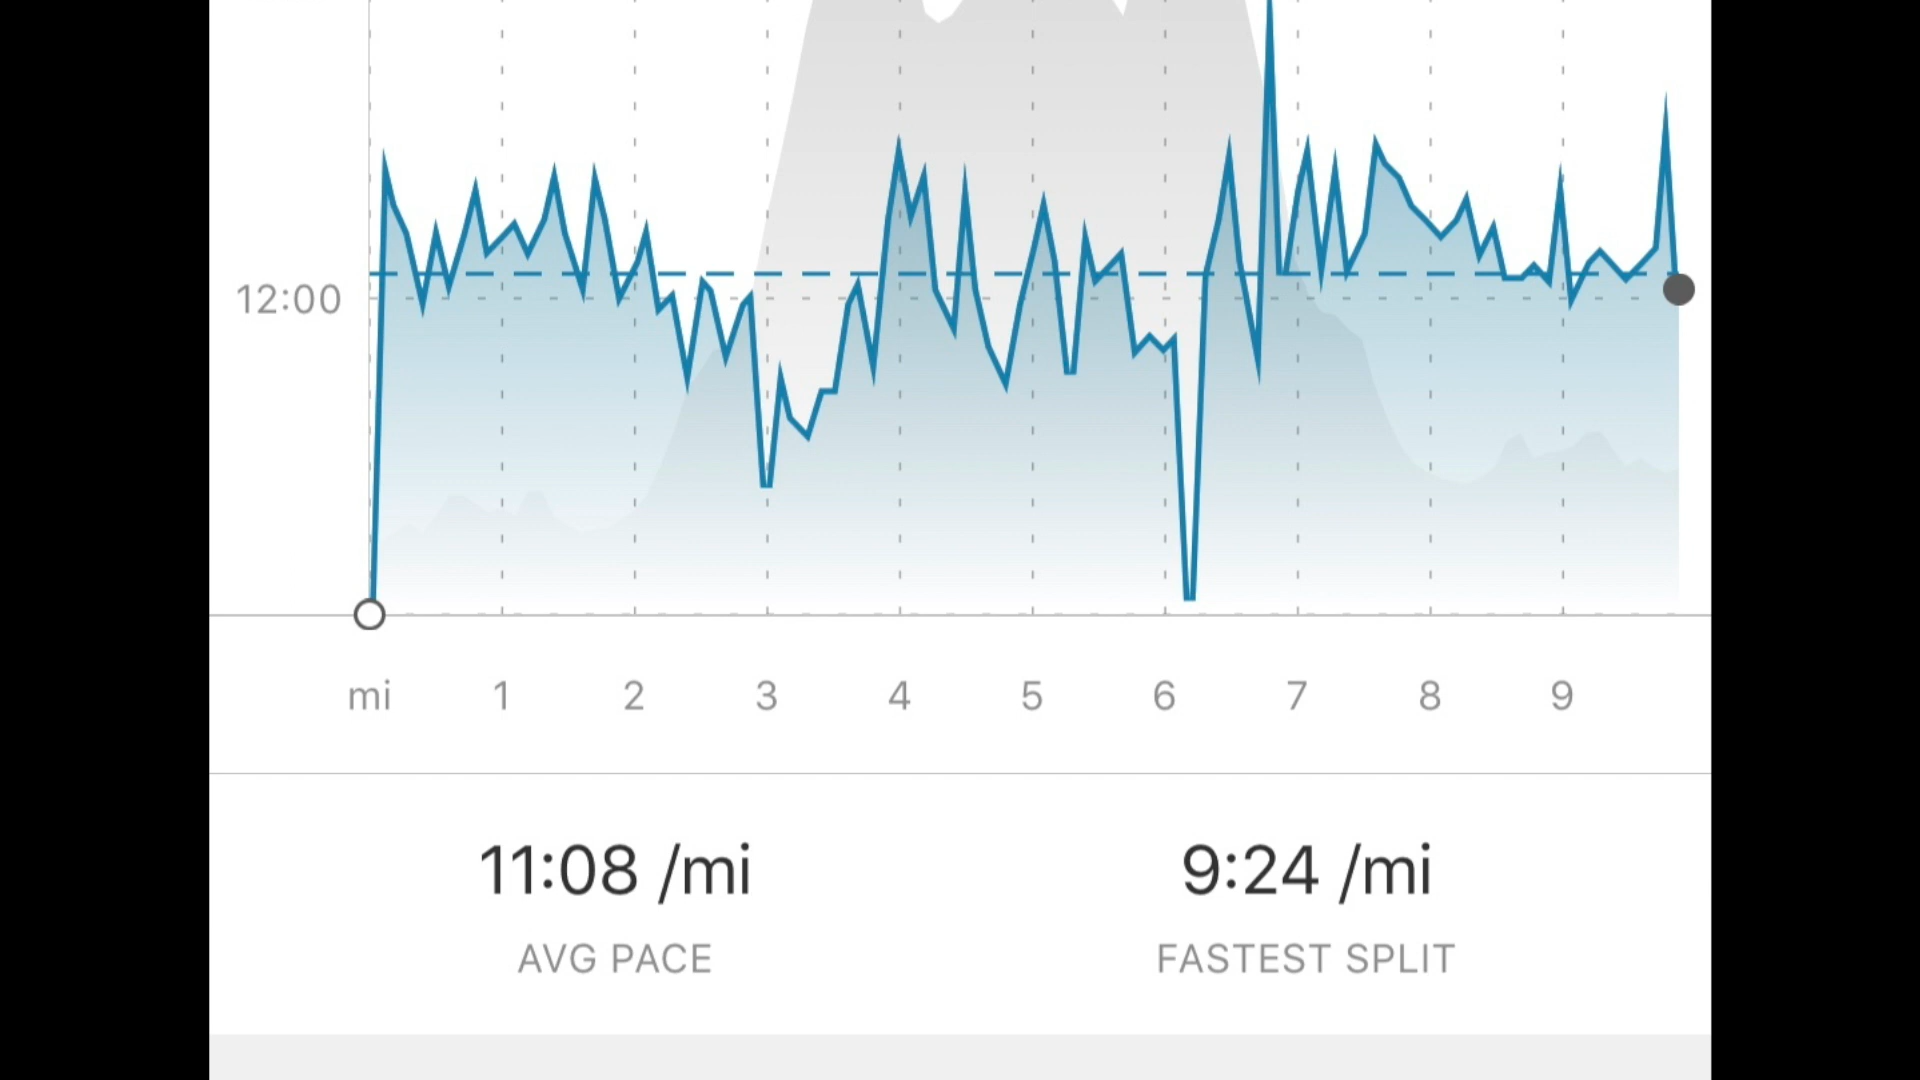 12:00
mi 1 2 3 4 5 6 7 8 9
11:08 /mi 9:24 /mi
AVG PACE FASTEST SPLIT